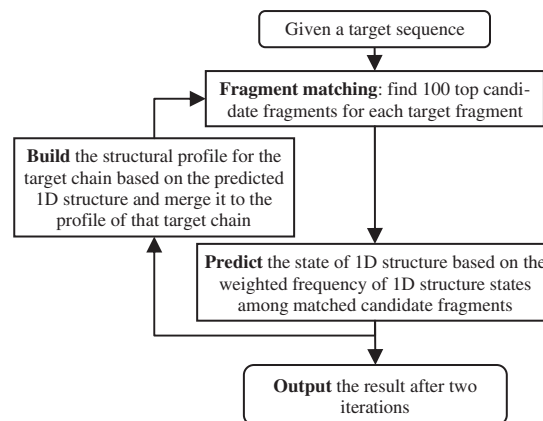 Given a target sequence
Fragment matching: find 100 top candi-
date fragments for each target fragment
Build the structural profile for the
target chain based on the predicted
1D structure and merge it to the
profile of that target chain
Predict the state of 1D structure based on the
weighted frequency of 1D structure states
among matched candidate fragments
Output the result after two
iterations